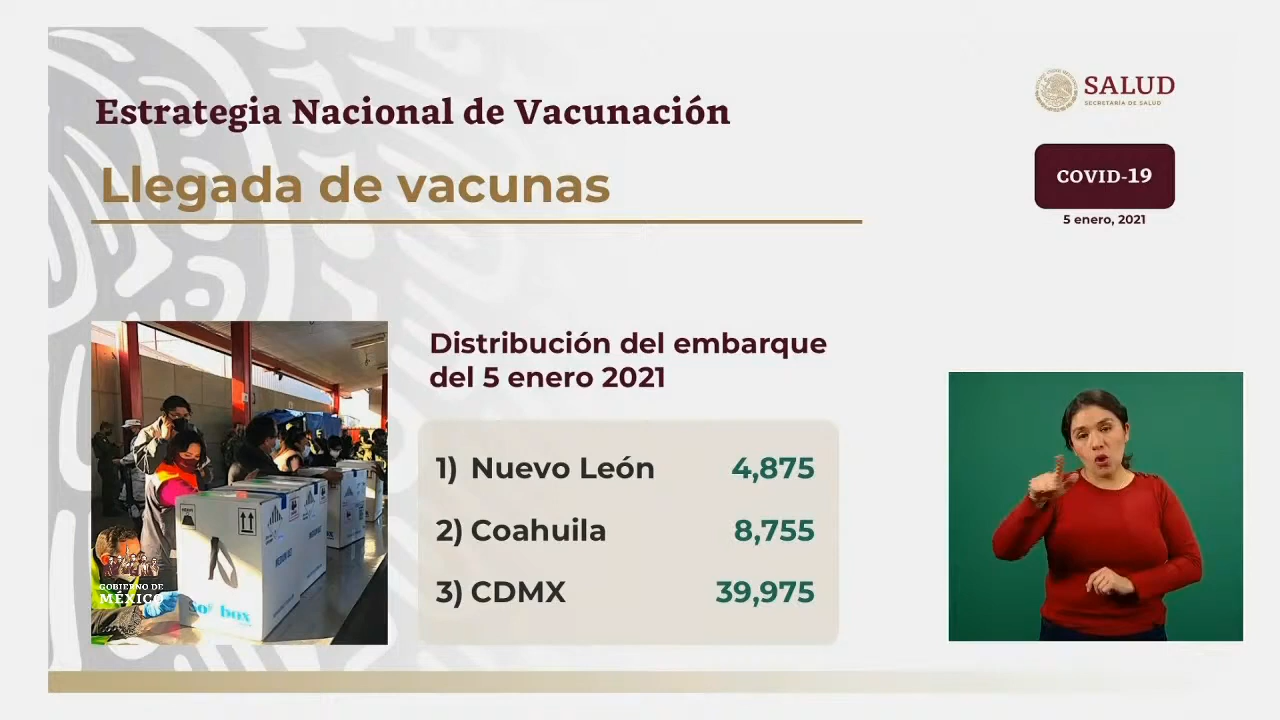 Estrategia Nacional de Vacunación
Llegada de vacunas
SALUD
SECRETARÍA DE SALUD
COVID-19
5 enero, 2021
Distribución del embarque
del 5 enero 2021
1) Nuevo León 4,875
2) Coahuila 8,755
3) CDMX 39,975
GOBIERNO DE
MÉXICO
box